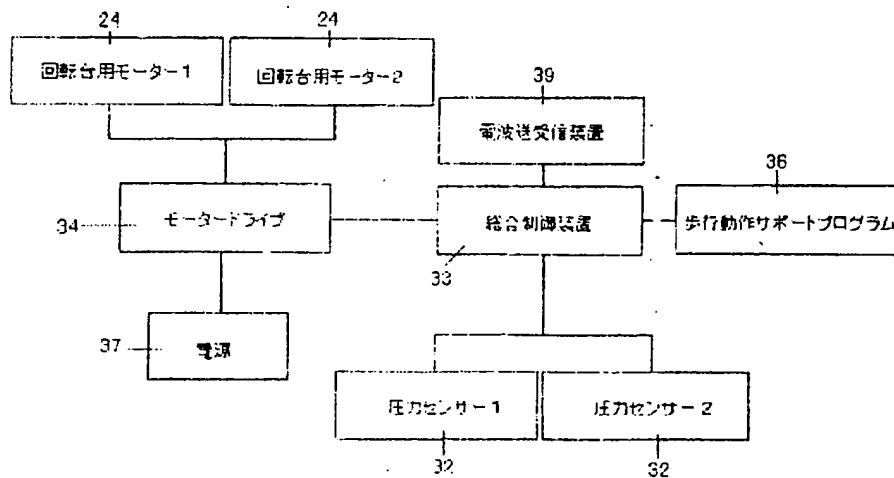 24 24
回転台用モーター1 回転台用モーター2
39
電波送受信装置
36
34 モータードライブ 総合制御装置 歩行動作サポートプログラム
33
37 電源
圧力センサー1 圧力センサー2
32 32